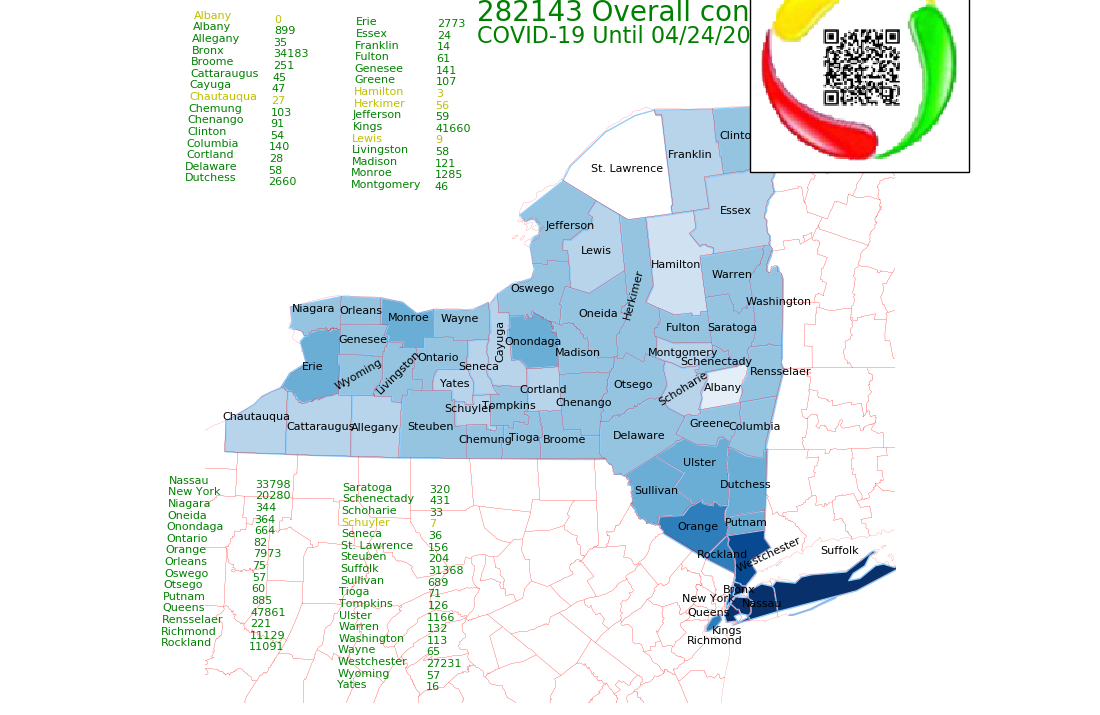 282143 Overall con
COVID-19 Until 04/24/20
Albany 0
Albany 899
Allegany 35
Bronx 34183
Broome 251
Cattaraugus 45
Cayuga 47
Chautauqua 27
Chemung 103
Chenango 91
Clinton 54
Columbia 140
Cortland 28
Delaware 58
Dutchess 2660
Erie 2773
Essex 24
Franklin 14
Fulton 61
Genesee 141
Greene 107
Hamilton 3
Herkimer 56
Jefferson 59
Kings 41660
Lewis 9
Livingston 58
Madison 121
Monroe 1285
Montgomery 46
Clinto
Franklin
St. Lawrence
Essex
Jefferson
Lewis
Hamilton
Warren
Oswego
Herkimer
Washington
Niagara
Orleans
Monroe
Wayne
Oneida
Fulton
Saratoga
Genesee
Cayuga
Onondaga
Madison
Montgomery
Schenectady
Ontario
Seneca
Erie
Wyoming
Livingston
Rensselaer
Yates
Cortland
Otsego
Schoharie
Albany
Schuyler
Tompkins
Chenango
Chautauqua
Cattaraugus
Allegany
Steuben
Greene
Columbia
Chemung
Tioga
Broome
Delaware
Ulster
Sullivan
Dutchess
Orange
Putnam
Rockland
Westchester
Suffolk
Bronx
New York
Nassau
Queens
Kings
Richmond
Nassau 33798
New York 20280
Niagara 344
Oneida 364
Onondaga 664
Ontario 82
Orange 7973
Orleans 75
Oswego 57
Otsego 60
Putnam 885
Queens 47861
Rensselaer 221
Richmond 11129
Rockland 11091
Saratoga 320
Schenectady 431
Schoharie 33
Schuyler 7
Seneca 36
St. Lawrence 156
Steuben 204
Suffolk 31368
Sullivan 689
Tioga 71
Tompkins 126
Ulster 1166
Warren 132
Washington 113
Wayne 65
Westchester 27231
Wyoming 57
Yates 16